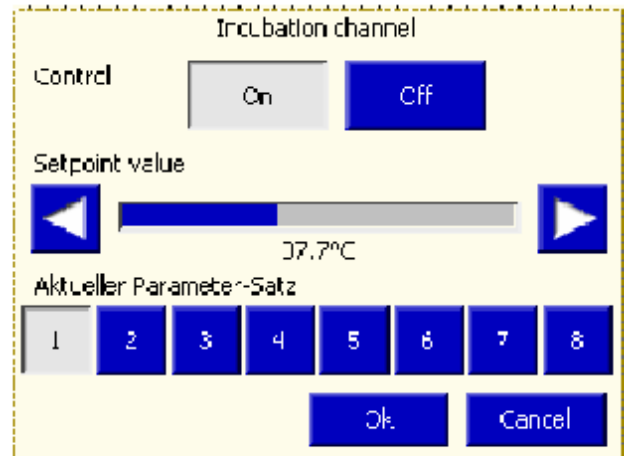 Incubation channel
Control On Off
Setpoint value
37.7°C
Aktueller Parameter-Satz
1 2 3 4 5 6 7 8
Ok Cancel